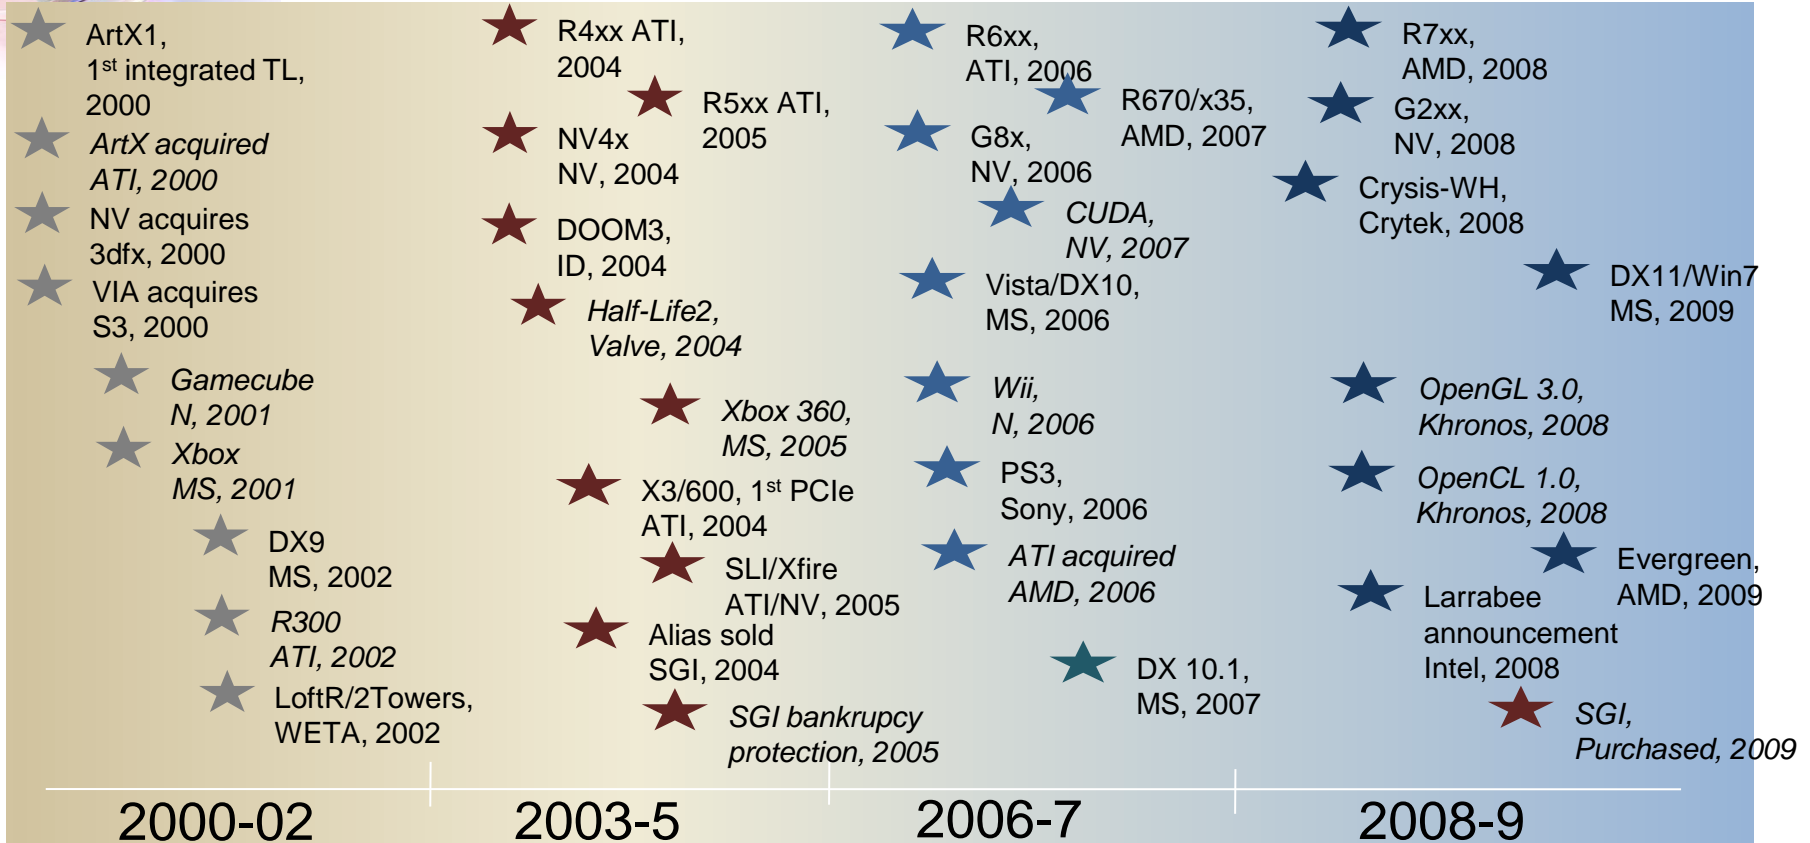 ArtX1,
1st integrated TL,
2000
ArtX acquired
ATI, 2000
NV acquires
3dfx, 2000
VIA acquires
S3, 2000
Gamecube
N, 2001
Xbox
MS, 2001
DX9
MS, 2002
R300
ATI, 2002
LoftR/2Towers,
WETA, 2002
R4xx ATI,
2004
R5xx ATI,
2005
NV4x
NV, 2004
DOOM3,
ID, 2004
Half-Life2,
Valve, 2004
Xbox 360,
MS, 2005
X3/600, 1st PCIe
ATI, 2004
SLI/Xfire
ATI/NV, 2005
Alias sold
SGI, 2004
SGI bankrupcy
protection, 2005
R6xx,
ATI, 2006
R670/x35,
AMD, 2007
G8x,
NV, 2006
CUDA,
NV, 2007
Vista/DX10,
MS, 2006
Wii,
N, 2006
PS3,
Sony, 2006
ATI acquired
AMD, 2006
DX 10.1,
MS, 2007
R7xx,
AMD, 2008
G2xx,
NV, 2008
Crysis-WH,
Crytek, 2008
DX11/Win7
MS, 2009
OpenGL 3.0,
Khronos, 2008
OpenCL 1.0,
Khronos, 2008
Evergreen,
AMD, 2009
Larrabee
announcement
Intel, 2008
SGI,
Purchased, 2009
2000-02
2003-5
2006-7
2008-9